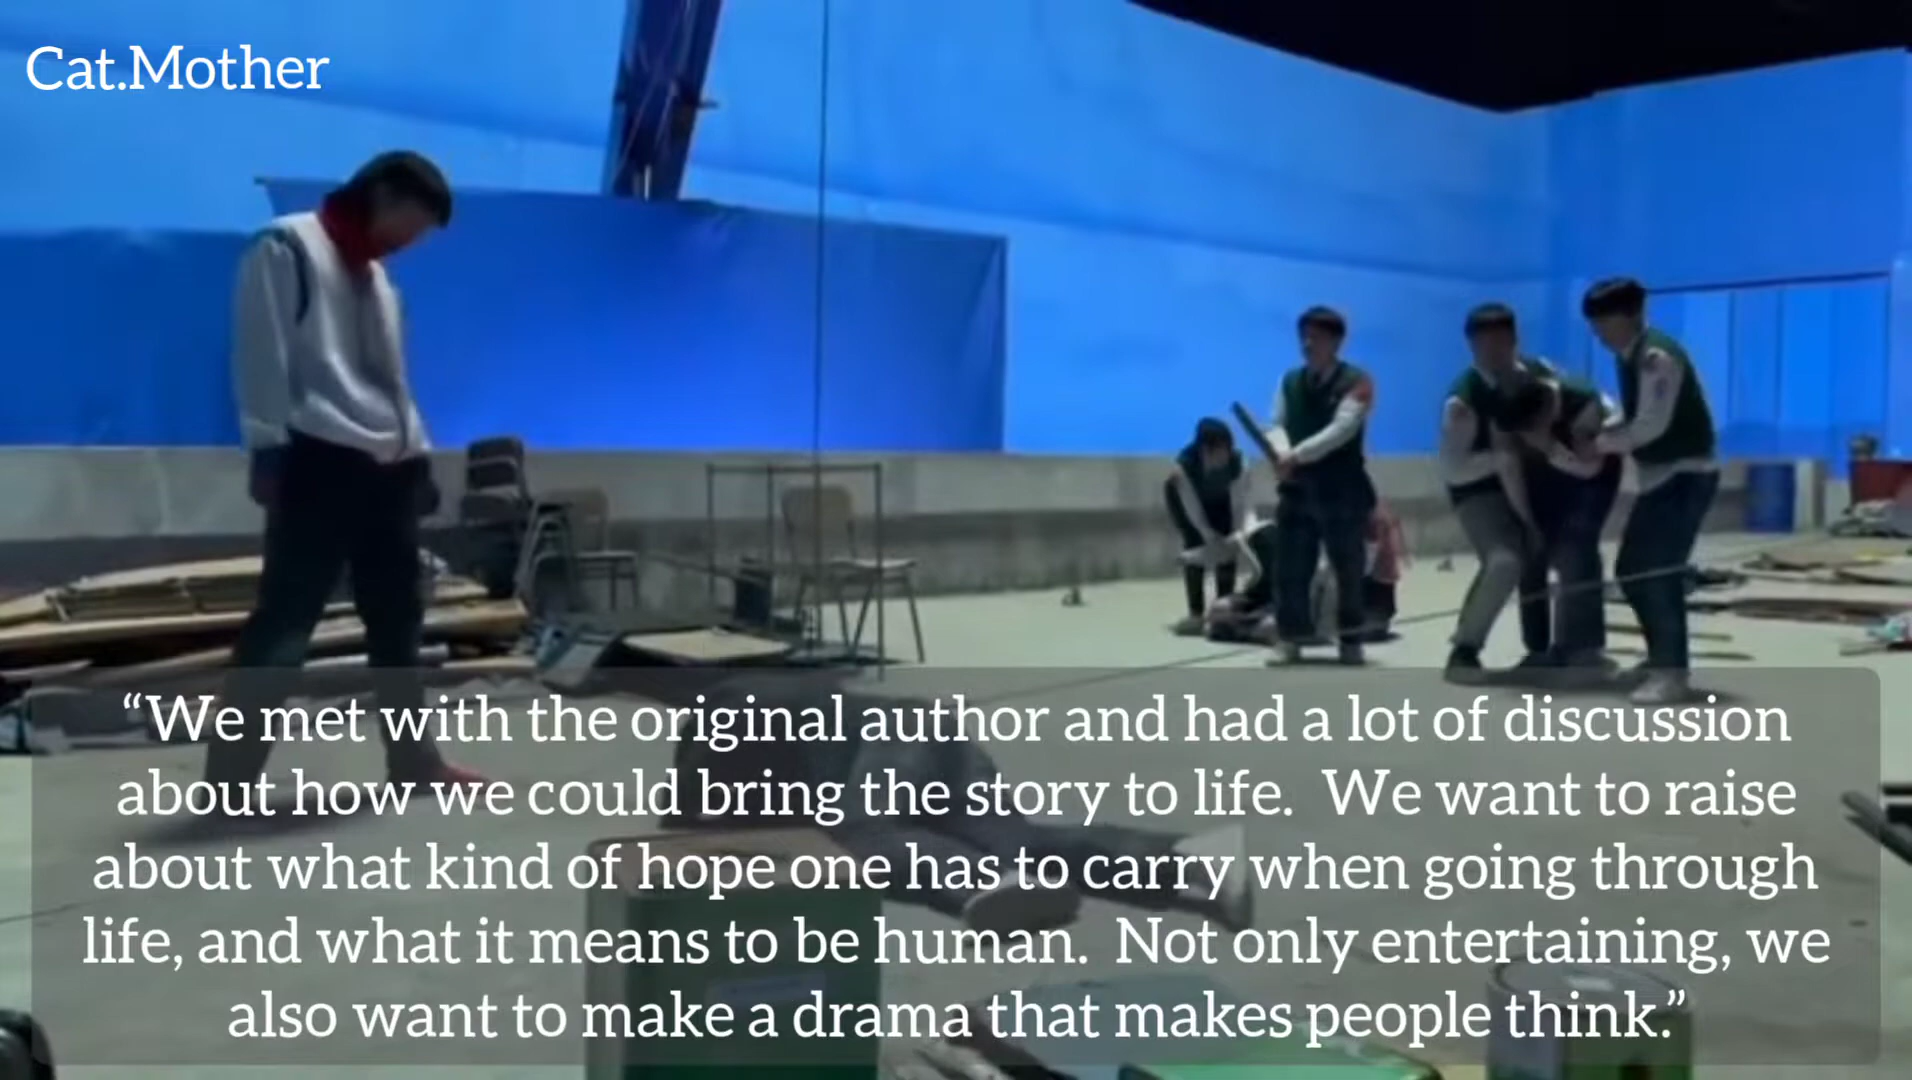 Cat.Mother
“We met with the original author and had a lot of discussion
about how we could bring the story to life. We want to raise
about what kind of hope one has to carry when going through
life, and what it means to be human. Not only entertaining, we
also want to make a drama that makes people think.”